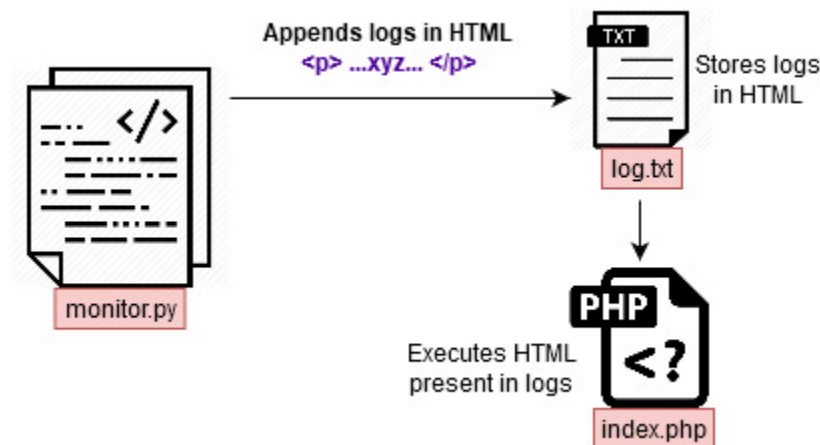 Appends logs in HTML
<p> ...xyz... </p>
</>
monitor.py
TXT
Stores logs
in HTML
log.txt
PHP
<?
Executes HTML
present in logs
index.php